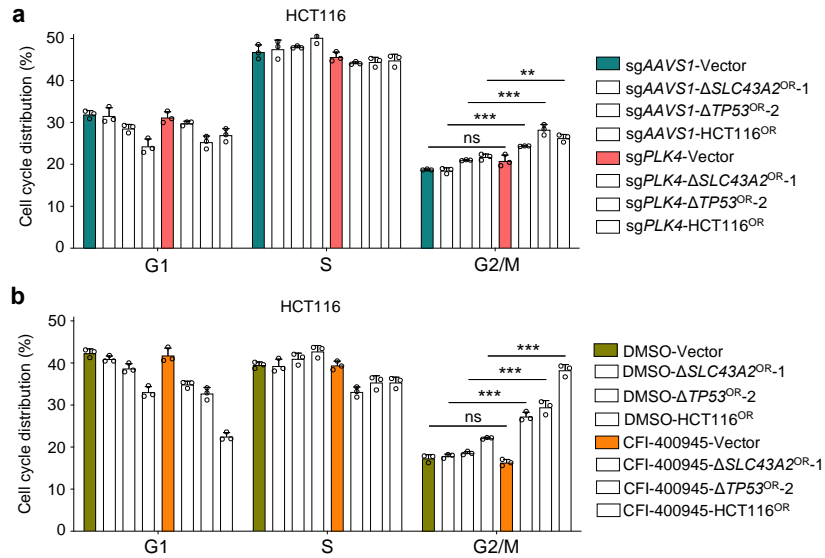 a
HCT116
Cell cycle distribution (%)
50
40
30
20
10
0
G1
S
G2/M
ns
***
***
**
sgAAVS1-Vector
sgAAVS1-ΔSLC43A2ᴼᴿ-1
sgAAVS1-ΔTP53ᴼᴿ-2
sgAAVS1-HCT116ᴼᴿ
sgPLK4-Vector
sgPLK4-ΔSLC43A2ᴼᴿ-1
sgPLK4-ΔTP53ᴼᴿ-2
sgPLK4-HCT116ᴼᴿ
b
HCT116
Cell cycle distribution (%)
50
40
30
20
10
0
G1
S
G2/M
ns
***
***
***
DMSO-Vector
DMSO-ΔSLC43A2ᴼᴿ-1
DMSO-ΔTP53ᴼᴿ-2
DMSO-HCT116ᴼᴿ
CFI-400945-Vector
CFI-400945-ΔSLC43A2ᴼᴿ-1
CFI-400945-ΔTP53ᴼᴿ-2
CFI-400945-HCT116ᴼᴿ